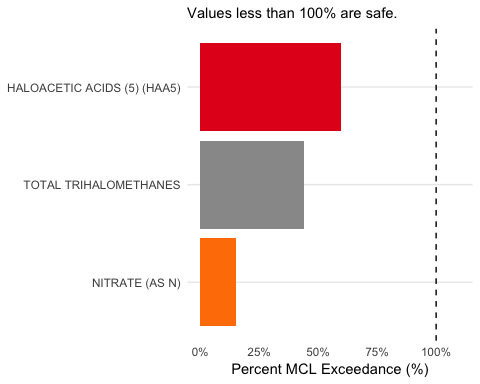 Values less than 100% are safe.
HALOACETIC ACIDS (5) (HAA5)
TOTAL TRIHALOMETHANES
NITRATE (AS N)
0% 25% 50% 75% 100%
Percent MCL Exceedance (%)